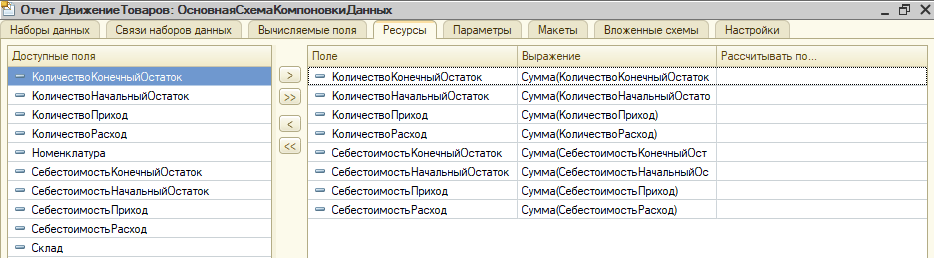 Отчет ДвижениеТоваров: ОсновнаяСхемаКомпоновкиДанных
Наборы данных Связи наборов данных Вычисляемые поля Ресурсы Параметры Макеты Вложенные схемы Настройки
Доступные поля
КоличествоКонечныйОстаток
КоличествоНачальныйОстаток
КоличествоПриход
КоличествоРасход
Номенклатура
СебестоимостьКонечныйОстаток
СебестоимостьНачальныйОстаток
СебестоимостьПриход
СебестоимостьРасход
Склад
>
>>
<
<<
Поле Выражение Рассчитывать по...
КоличествоКонечныйОстаток Сумма(КоличествоКонечныйОстаток
КоличествоНачальныйОстаток Сумма(КоличествоНачальныйОстато
КоличествоПриход Сумма(КоличествоПриход)
КоличествоРасход Сумма(КоличествоРасход)
СебестоимостьКонечныйОстаток Сумма(СебестоимостьКонечныйОст
СебестоимостьНачальныйОстаток Сумма(СебестоимостьНачальныйОс
СебестоимостьПриход Сумма(СебестоимостьПриход)
СебестоимостьРасход Сумма(СебестоимостьРасход)